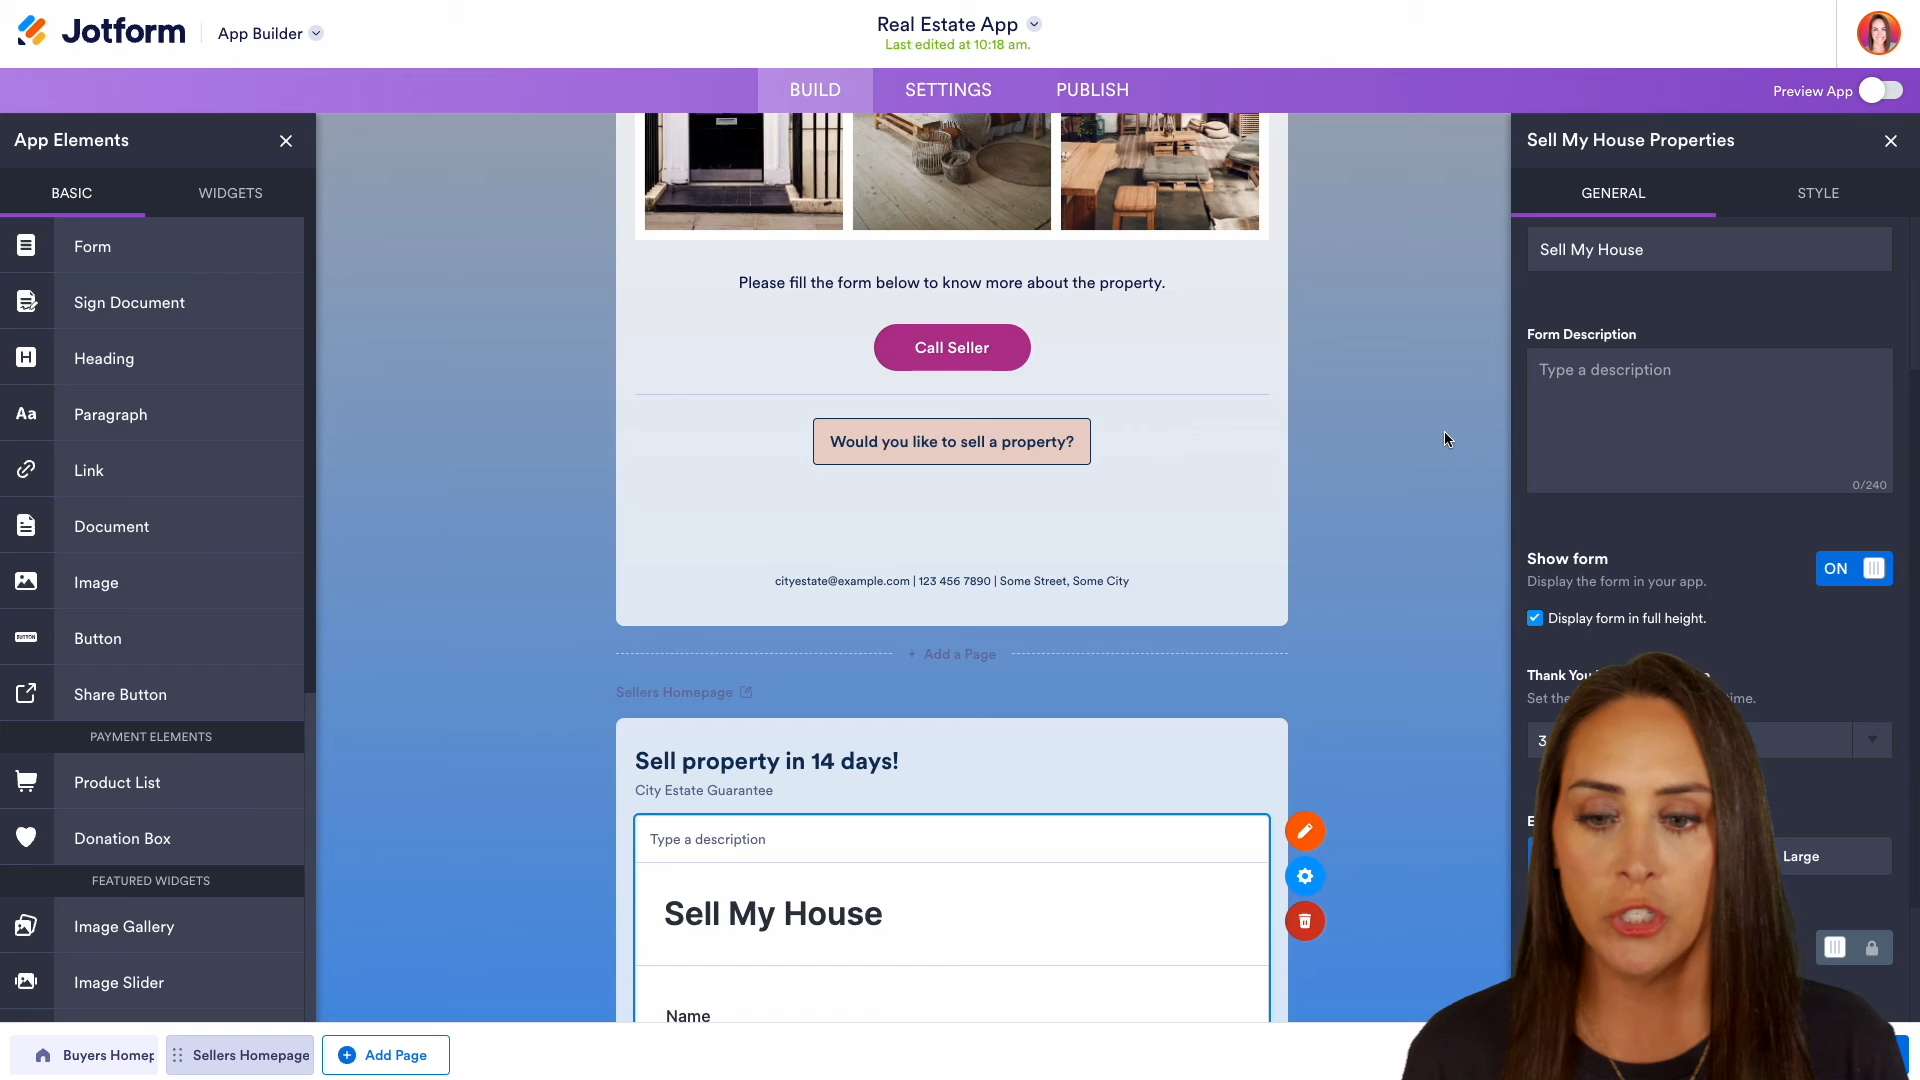 Jotform
App Builder
Real Estate App
Last edited at 10:18 am.
BUILD
SETTINGS
PUBLISH
Preview App
App Elements
BASIC
WIDGETS
Form
Sign Document
Heading
Aa
Paragraph
Link
Document
Image
BUTTON
Button
Share Button
PAYMENT ELEMENTS
Product List
Donation Box
FEATURED WIDGETS
Image Gallery
Image Slider
Please fill the form below to know more about the property.
Call Seller
Would you like to sell a property?
cityestate@example.com | 123 456 7890 | Some Street, Some City
+ Add a Page
Sellers Homepage
Sell property in 14 days!
City Estate Guarantee
Type a description
Sell My House
Name
Sell My House Properties
GENERAL
STYLE
Sell My House
Form Description
Type a description
0/240
Show form
Display the form in your app.
ON
Display form in full height.
Thank You
Set the time.
3
Large
Buyers Homep
Sellers Homepage
Add Page